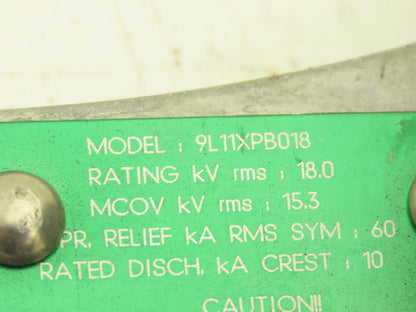 MODEL : 9L11XPB018
RATING kV rms : 18.0
MCOV kV rms : 15.3
PR. RELIEF kA RMS SYM : 60
RATED DISCH. kA CREST : 10
CAUTION!!